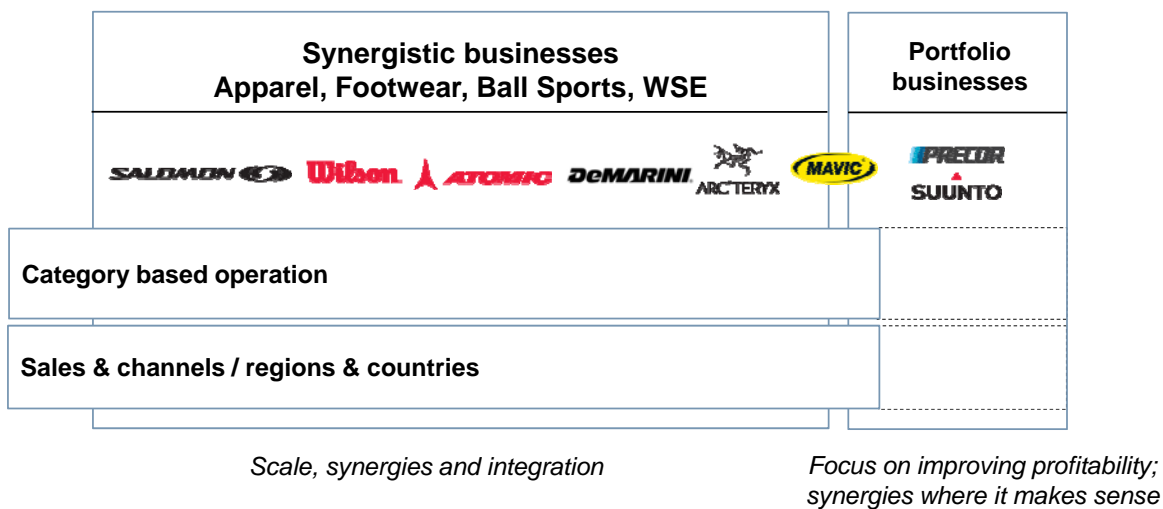 Synergistic businesses
Apparel, Footwear, Ball Sports, WSE
Portfolio
businesses
SALOMON
Wilson
ATOMIC
DeMARINI
ARC'TERYX
MAVIC
PRECOR
SUUNTO
Category based operation
Sales & channels / regions & countries
Scale, synergies and integration
Focus on improving profitability;
synergies where it makes sense